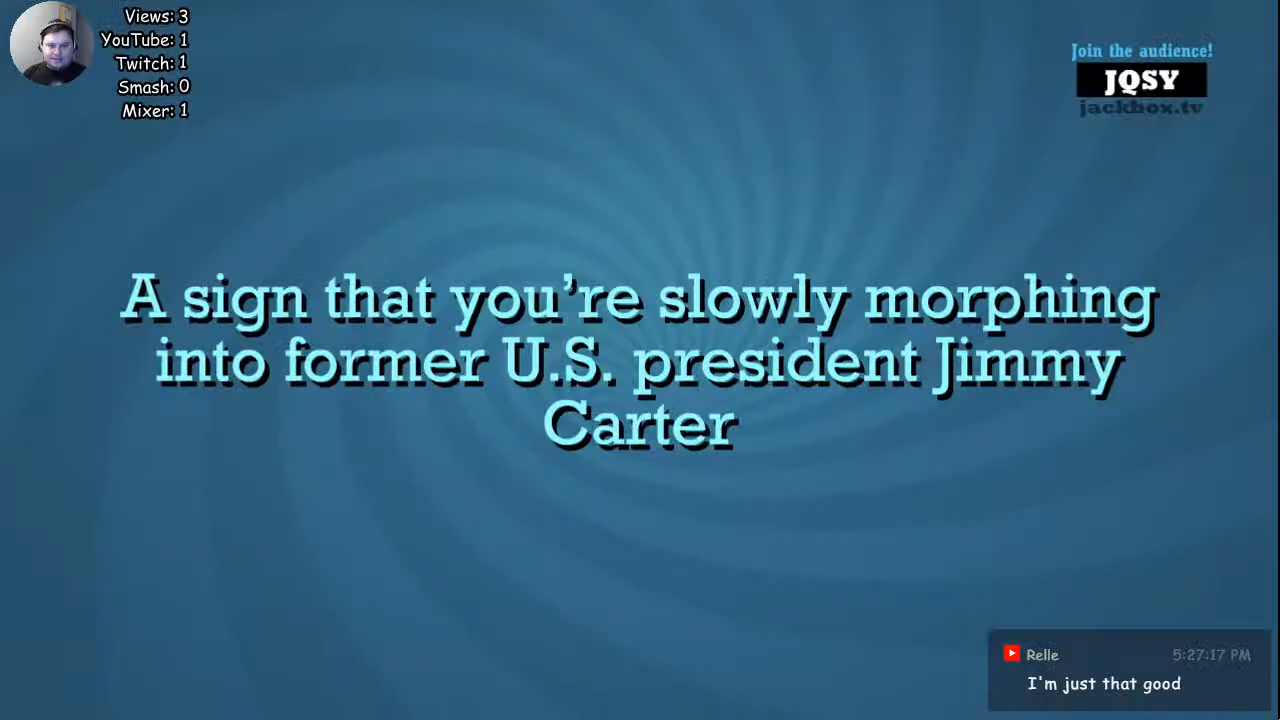 Views: 3
YouTube: 1
Twitch: 1
Smash: 0
Mixer: 1
Join the audience!
JQSY
jackbox.tv
A sign that you’re slowly morphing
into former U.S. president Jimmy
Carter
Relle 5:27:17 PM
I'm just that good